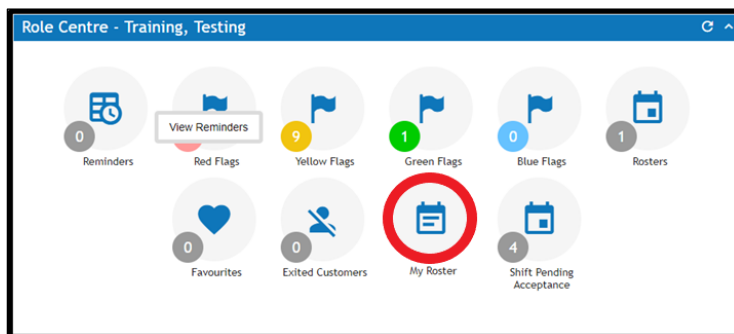 Role Centre - Training, Testing
0
View Reminders
9
1
0
1
Reminders
Red Flags
Yellow Flags
Green Flags
Blue Flags
Rosters
0
0
4
Favourites
Exited Customers
My Roster
Shift Pending
Acceptance